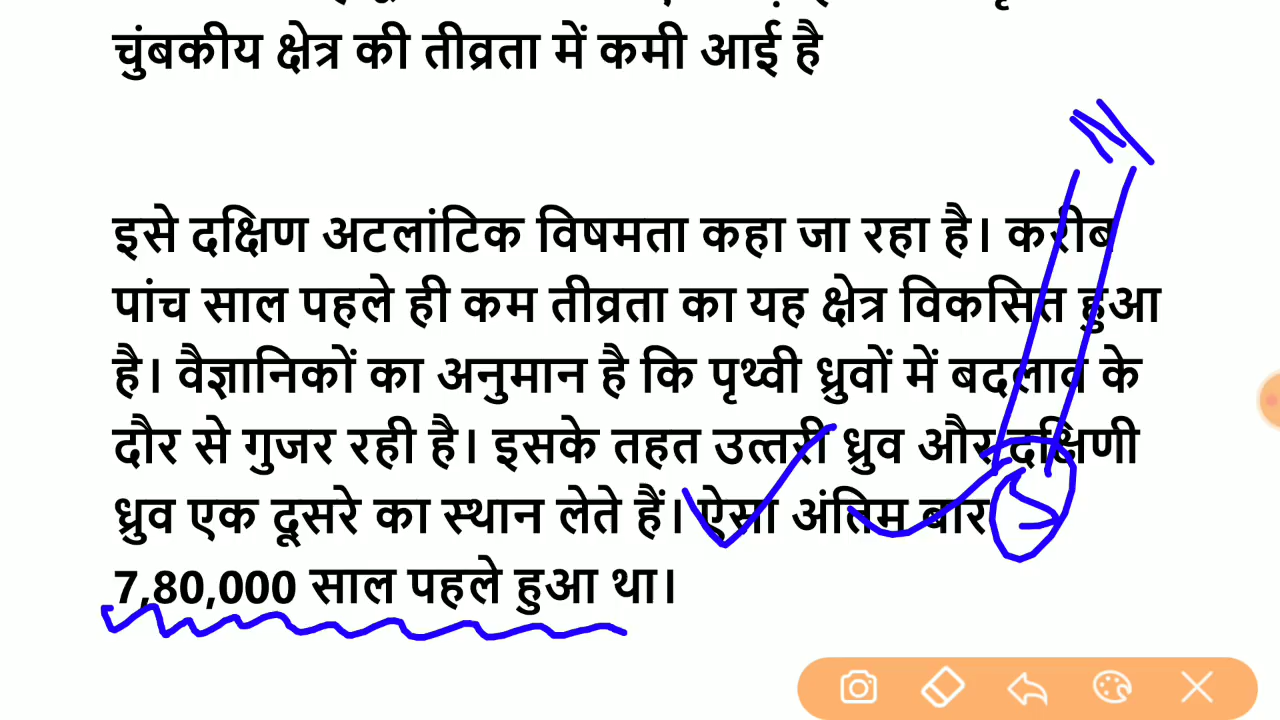 चुंबकीय क्षेत्र की तीव्रता में कमी आई है
इसे दक्षिण अटलांटिक विषमता कहा जा रहा है। करीब
पांच साल पहले ही कम तीव्रता का यह क्षेत्र विकसित हुआ
है। वैज्ञानिकों का अनुमान है कि पृथ्वी ध्रुवों में बदलाव के
दौर से गुजर रही है। इसके तहत उत्तरी ध्रुव और दक्षिणी
ध्रुव एक दूसरे का स्थान लेते हैं। ऐसा अंतिम बार
7,80,000 साल पहले हुआ था।
N
S